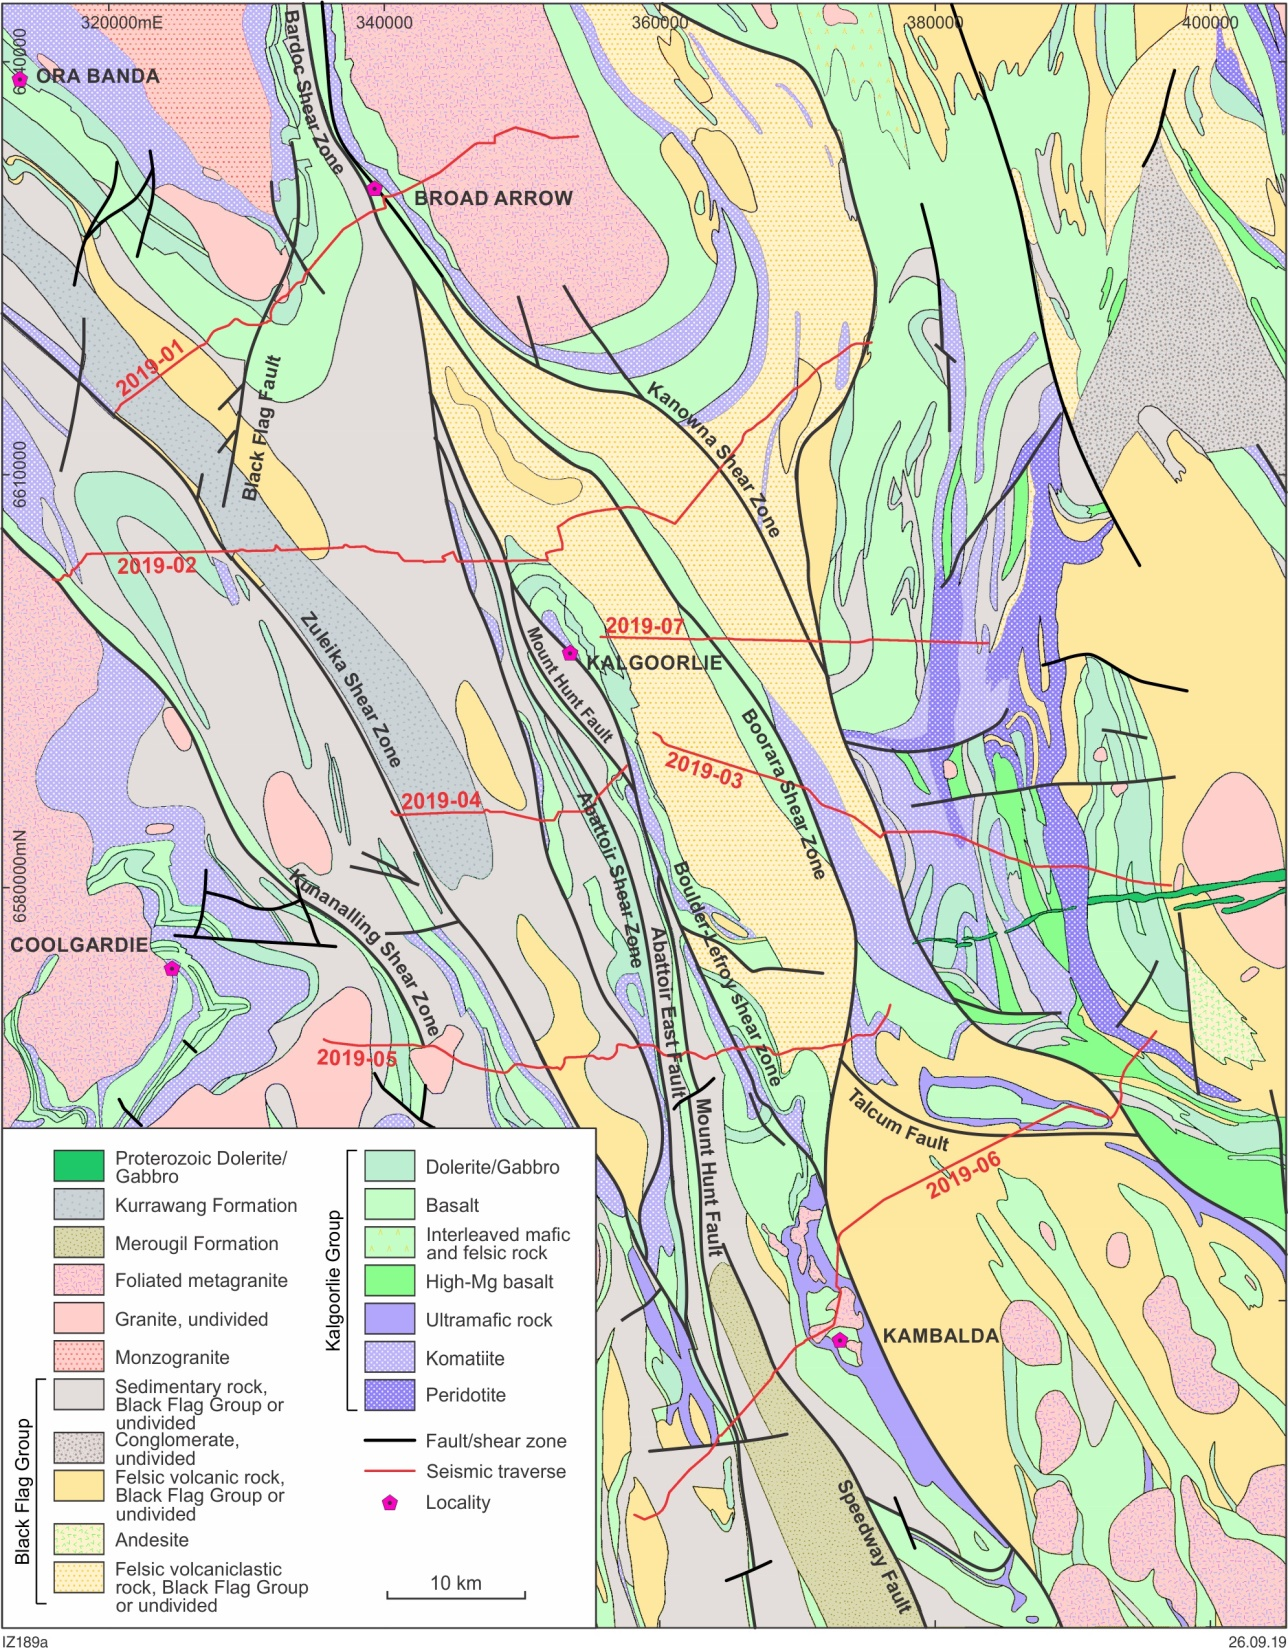 320000mE
340000
360000
380000
400000
6640000
ORA BANDA
Bardoc Shear Zone
BROAD ARROW
2019-01
Black Flag Fault
Kanowna Shear Zone
6610000
2019-02
Zuleika Shear Zone
2019-07
KALGOORLIE
Mount Hunt Fault
Boorara Shear Zone
2019-03
2019-04
Abattoir Shear Zone
6580000mN
Kunanalling Shear Zone
Boulder-Lefroy shear zone
COOLGARDIE
Abattoir East Fault
2019-05
Talcum Fault
Mount Hunt Fault
2019-06
KAMBALDA
Speedway Fault
Proterozoic Dolerite/
Gabbro
Kurrawang Formation
Merougil Formation
Foliated metagranite
Granite, undivided
Monzogranite
Black Flag Group
Sedimentary rock,
Black Flag Group or
undivided
Conglomerate,
undivided
Felsic volcanic rock,
Black Flag Group or
undivided
Andesite
Felsic volcaniclastic
rock, Black Flag Group
or undivided
Kalgoorlie Group
Dolerite/Gabbro
Basalt
Interleaved mafic
and felsic rock
High-Mg basalt
Ultramafic rock
Komatiite
Peridotite
Fault/shear zone
Seismic traverse
Locality
10 km
IZ189a
26.09.19